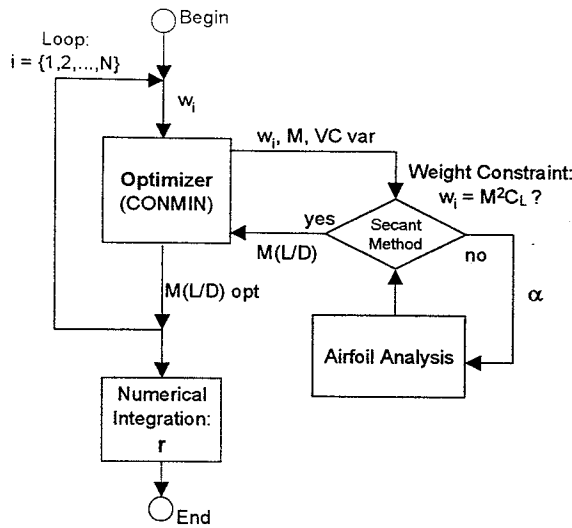 Begin
Loop:
i = {1,2,...,N}
wᵢ
wᵢ, M, VC var
Optimizer
(CONMIN)
Weight Constraint:
wᵢ = M²C_L ?
yes
Secant
Method
no
M(L/D)
α
M(L/D) opt
Airfoil Analysis
Numerical
Integration:
r
End